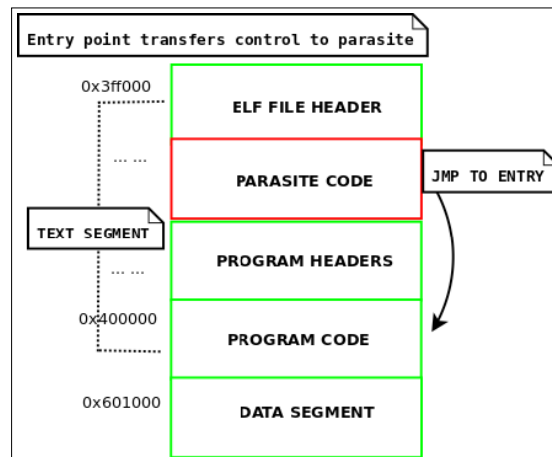 Entry point transfers control to parasite
0x3ff000
ELF FILE HEADER
... ...
PARASITE CODE
JMP TO ENTRY
TEXT SEGMENT
... ...
PROGRAM HEADERS
0x400000
PROGRAM CODE
0x601000
DATA SEGMENT